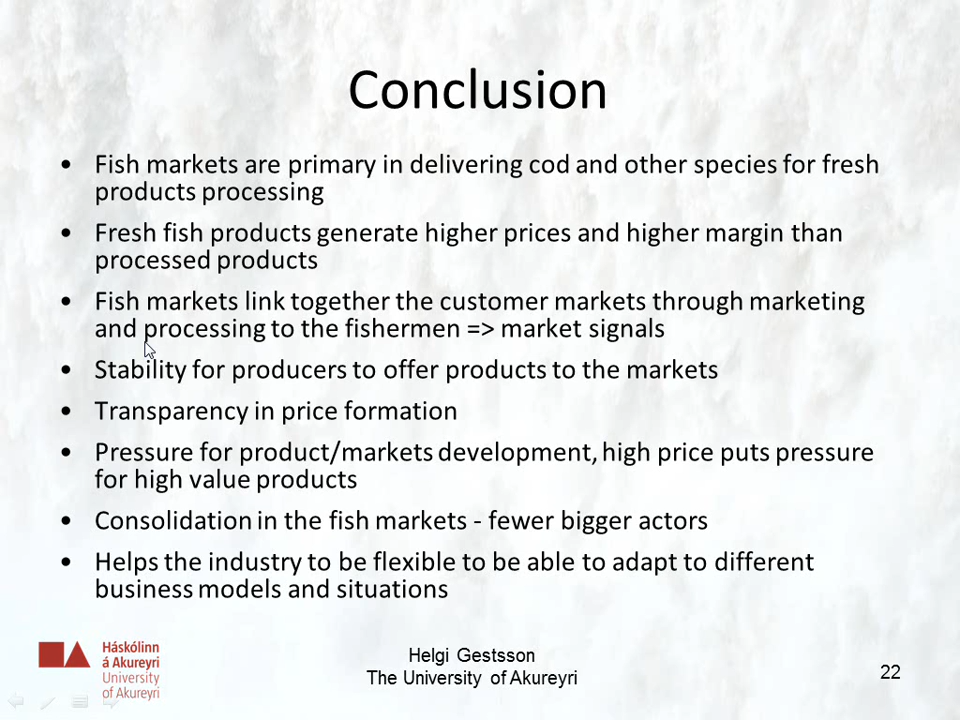 Conclusion
• Fish markets are primary in delivering cod and other species for fresh
products processing
• Fresh fish products generate higher prices and higher margin than
processed products
• Fish markets link together the customer markets through marketing
and processing to the fishermen => market signals
• Stability for producers to offer products to the markets
• Transparency in price formation
• Pressure for product/markets development, high price puts pressure
for high value products
• Consolidation in the fish markets - fewer bigger actors
• Helps the industry to be flexible to be able to adapt to different
business models and situations
Háskólinn
á Akureyri
University
of Akureyri
Helgi Gestsson
The University of Akureyri
22